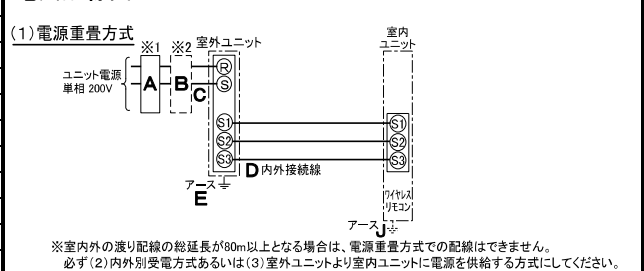 (1)電源重畳方式
※1
※2
室外ユニット
室内
ユニット
ユニット電源
単相 200V
A
B
C
R
S
S1
S2
S3
S1
S2
S3
D 内外接続線
アース
E
ワイヤレス
リモコン
アース J
※室内外の渡り配線の総延長が80m以上となる場合は、電源重畳方式での配線はできません。
必ず(2)内外別受電方式あるいは(3)室外ユニットより室内ユニットに電源を供給する方式にしてください。